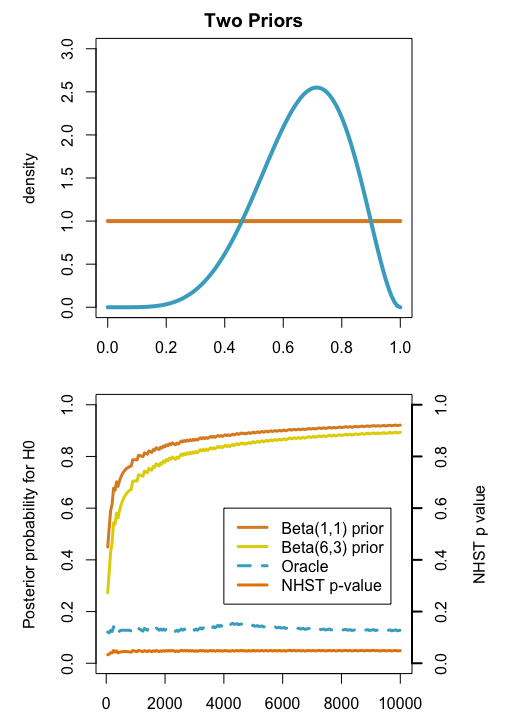 Two Priors
density
3.0
2.5
2.0
1.5
1.0
0.5
0.0
0.0 0.2 0.4 0.6 0.8 1.0
Posterior probability for H0
1.0
0.8
0.6
0.4
0.2
0.0
Beta(1,1) prior
Beta(6,3) prior
Oracle
NHST p-value
1.0
0.8
0.6
0.4
0.2
0.0
NHST p value
0 2000 4000 6000 8000 10000